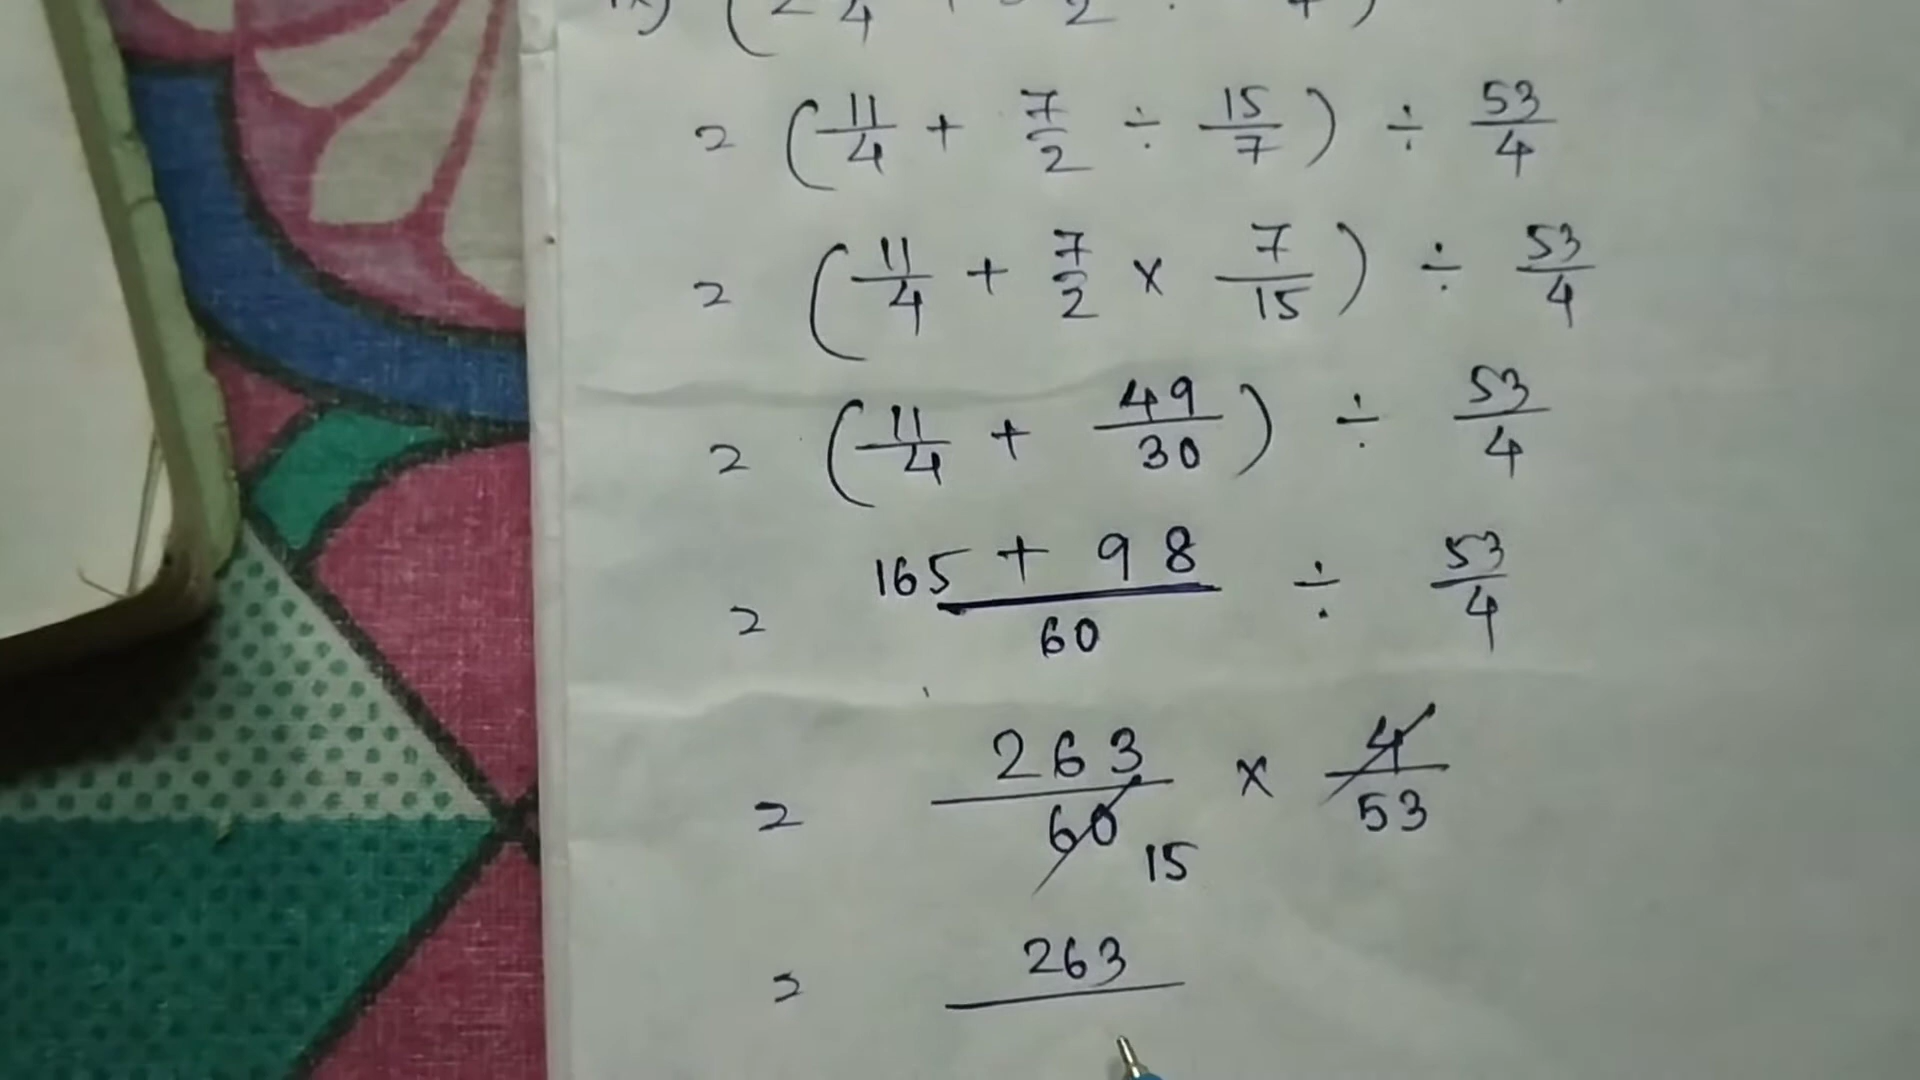 = (11/4 + 7/2 ÷ 15/7) ÷ 53/4
= (11/4 + 7/2 × 7/15) ÷ 53/4
= (11/4 + 49/30) ÷ 53/4
= 165 + 98/60 ÷ 53/4
= 263/60 15 × 4/53
= 263